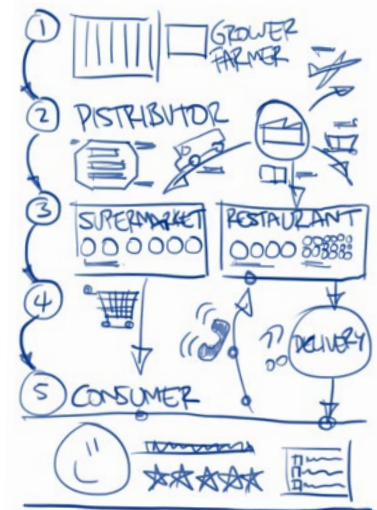 1 GROWER
FARMER
2 DISTRIBUTOR
3 SUPERMARKET RESTAURANT
4
DELIVERY
5 CONSUMER